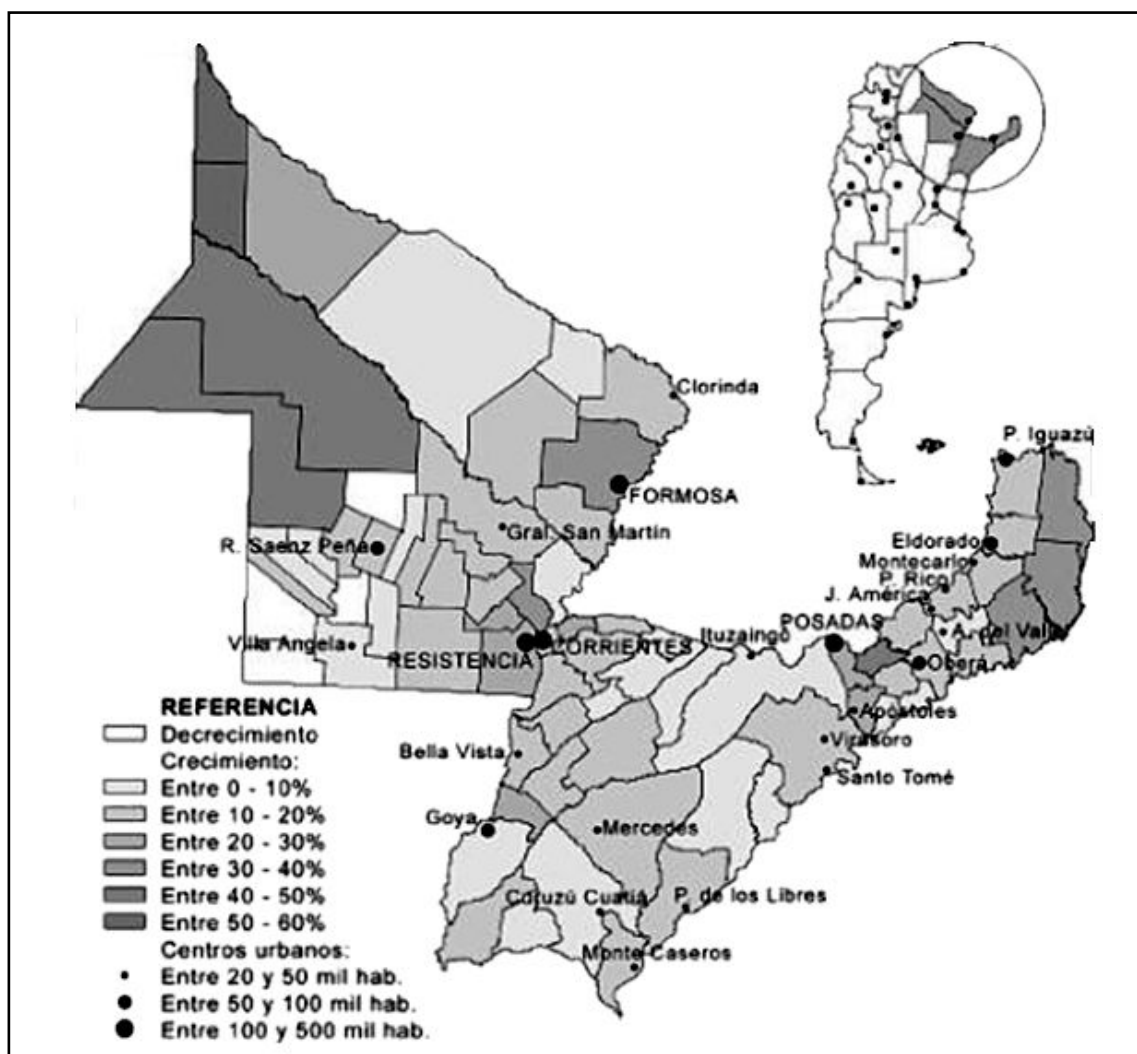 Clorinda
P. Iguazú
FORMOSA
Gral. San Martín
R. Saenz Peña
Eldorado
Montecarlo
P. Rico
J. América
POSADAS
A. del Valle
Ituzaingó
Villa Angela
RESISTENCIA
CORRIENTES
Oberá
Apóstoles
Bella Vista
Virasoro
Santo Tomé
Goya
Mercedes
Curuzú Cuatiá
P. de los Libres
Monte Caseros
REFERENCIA
Decrecimiento
Crecimiento:
Entre 0 - 10%
Entre 10 - 20%
Entre 20 - 30%
Entre 30 - 40%
Entre 40 - 50%
Entre 50 - 60%
Centros urbanos:
Entre 20 y 50 mil hab.
Entre 50 y 100 mil hab.
Entre 100 y 500 mil hab.